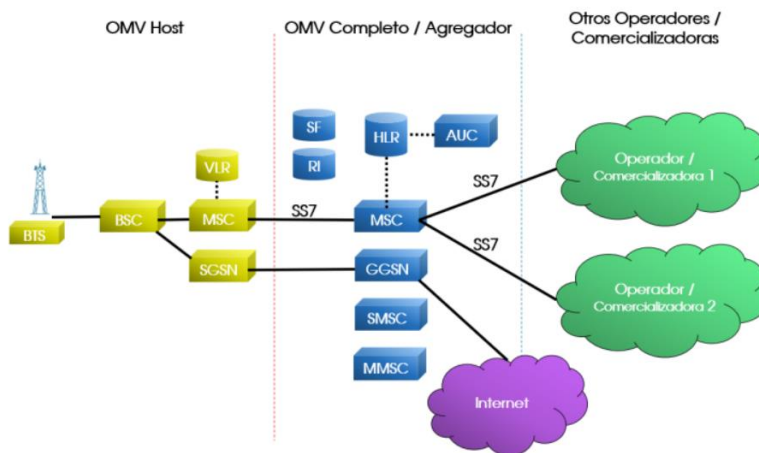 OMV Host
OMV Completo / Agregador
Otros Operadores /
Comercializadoras
SF
HLR
AUC
RI
VLR
BTS
BSC
MSC
SS7
MSC
SS7
SS7
Operador /
Comercializadora 1
SGSN
GGSN
SMSC
MMSC
Operador /
Comercializadora 2
Internet